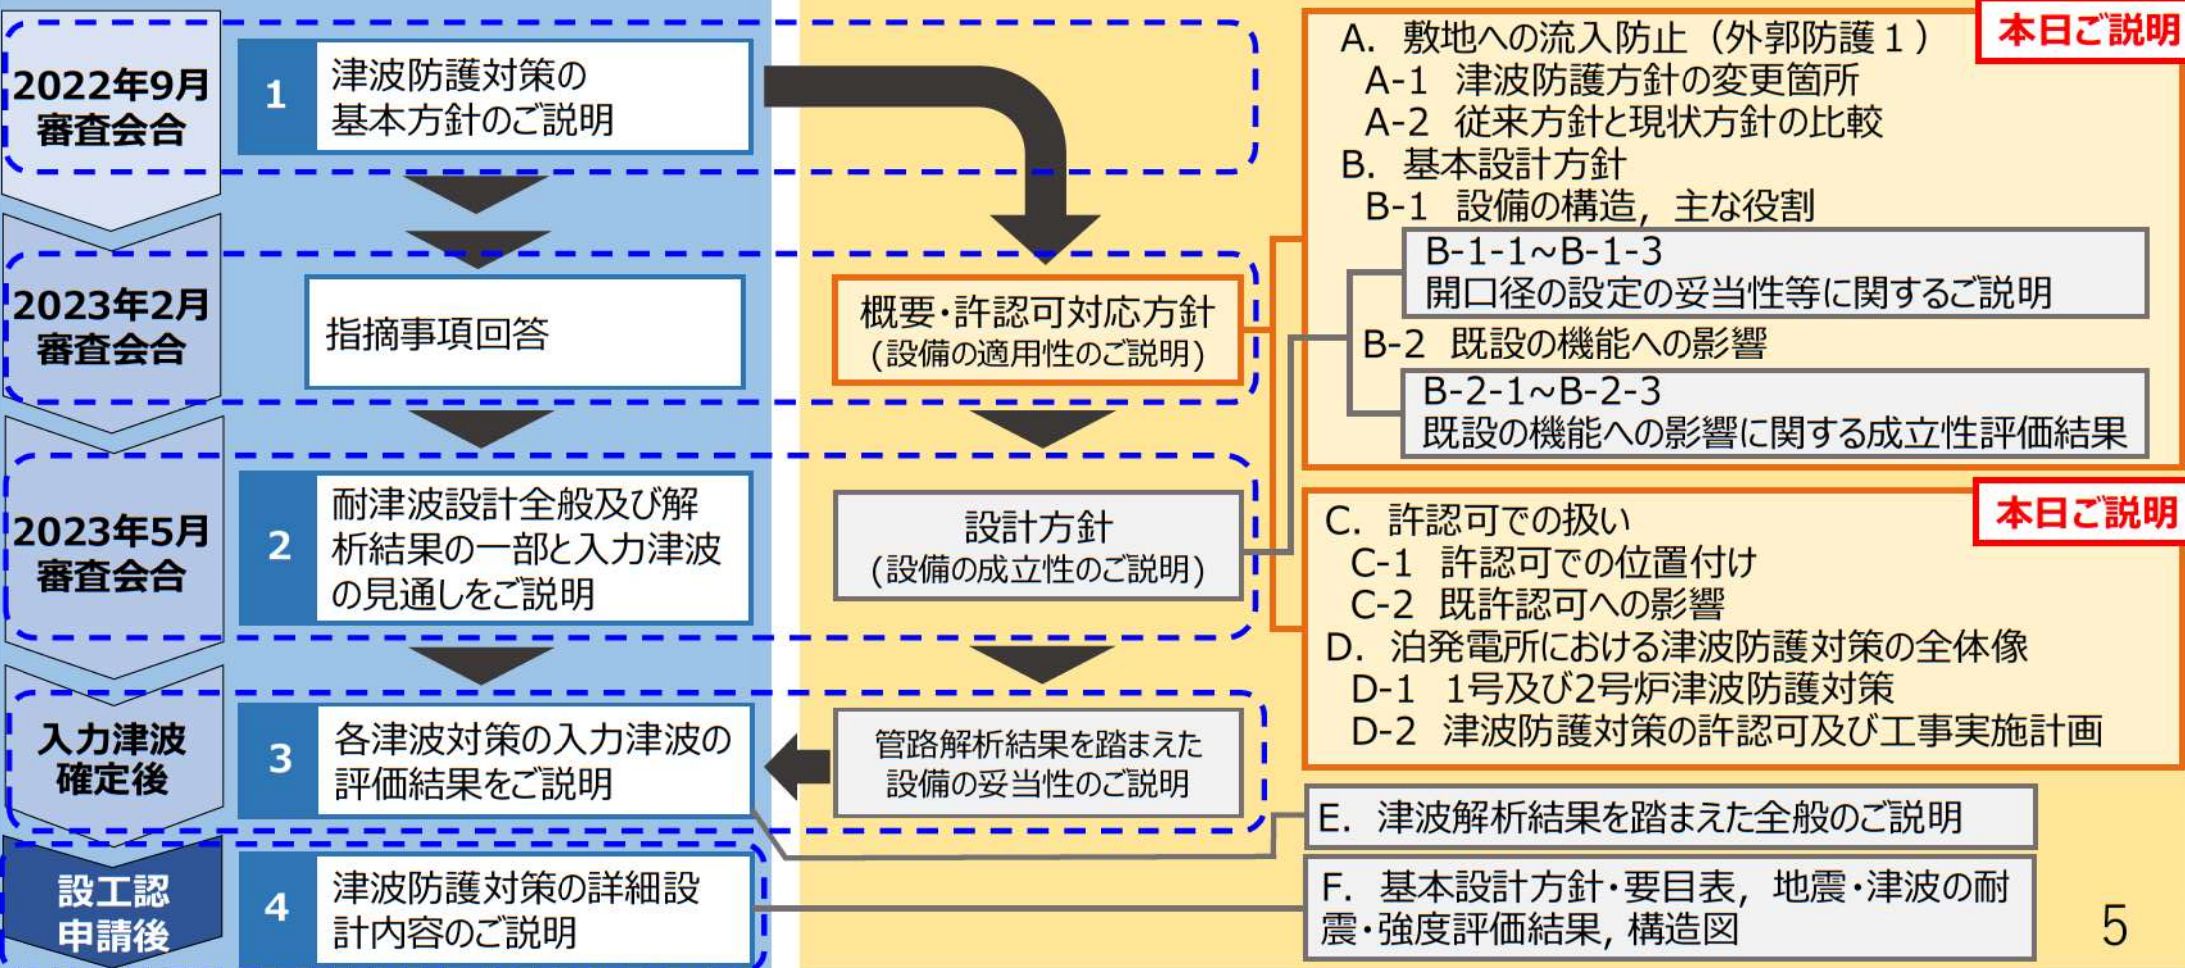 2022年9月
審査会合
1
津波防護対策の
基本方針のご説明
2023年2月
審査会合
指摘事項回答
概要・許認可対応方針
(設備の適用性のご説明)
2023年5月
審査会合
2
耐津波設計全般及び解
析結果の一部と入力津波
の見通しをご説明
設計方針
(設備の成立性のご説明)
入力津波
確定後
3
各津波対策の入力津波の
評価結果をご説明
管路解析結果を踏まえた
設備の妥当性のご説明
設工認
申請後
4
津波防護対策の詳細設
計内容のご説明
本日ご説明
A. 敷地への流入防止（外郭防護１）
A-1 津波防護方針の変更箇所
A-2 従来方針と現状方針の比較
B. 基本設計方針
B-1 設備の構造，主な役割
B-1-1~B-1-3
開口径の設定の妥当性等に関するご説明
B-2 既設の機能への影響
B-2-1~B-2-3
既設の機能への影響に関する成立性評価結果
本日ご説明
C. 許認可での扱い
C-1 許認可での位置付け
C-2 既許認可への影響
D. 泊発電所における津波防護対策の全体像
D-1 1号及び2号炉津波防護対策
D-2 津波防護対策の許認可及び工事実施計画
E. 津波解析結果を踏まえた全般のご説明
F. 基本設計方針・要目表，地震・津波の耐
震・強度評価結果, 構造図
5